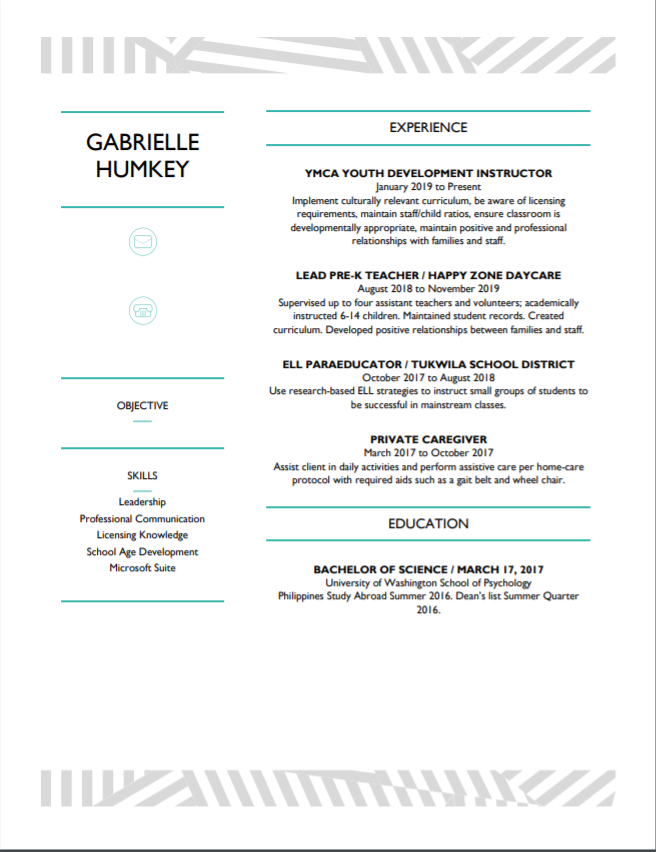 GABRIELLE
HUMKEY
OBJECTIVE
SKILLS
Leadership
Professional Communication
Licensing Knowledge
School Age Development
Microsoft Suite
EXPERIENCE
YMCA YOUTH DEVELOPMENT INSTRUCTOR
January 2019 to Present
Implement culturally relevant curriculum, be aware of licensing
requirements, maintain staff/child ratios, ensure classroom is
developmentally appropriate, maintain positive and professional
relationships with families and staff.
LEAD PRE-K TEACHER / HAPPY ZONE DAYCARE
August 2018 to November 2019
Supervised up to four assistant teachers and volunteers; academically
instructed 6-14 children. Maintained student records. Created
curriculum. Developed positive relationships between families and staff.
ELL PARAEDUCATOR / TUKWILA SCHOOL DISTRICT
October 2017 to August 2018
Use research-based ELL strategies to instruct small groups of students to
be successful in mainstream classes.
PRIVATE CAREGIVER
March 2017 to October 2017
Assist client in daily activities and perform assistive care per home-care
protocol with required aids such as a gait belt and wheel chair.
EDUCATION
BACHELOR OF SCIENCE / MARCH 17, 2017
University of Washington School of Psychology
Philippines Study Abroad Summer 2016. Dean's list Summer Quarter
2016.